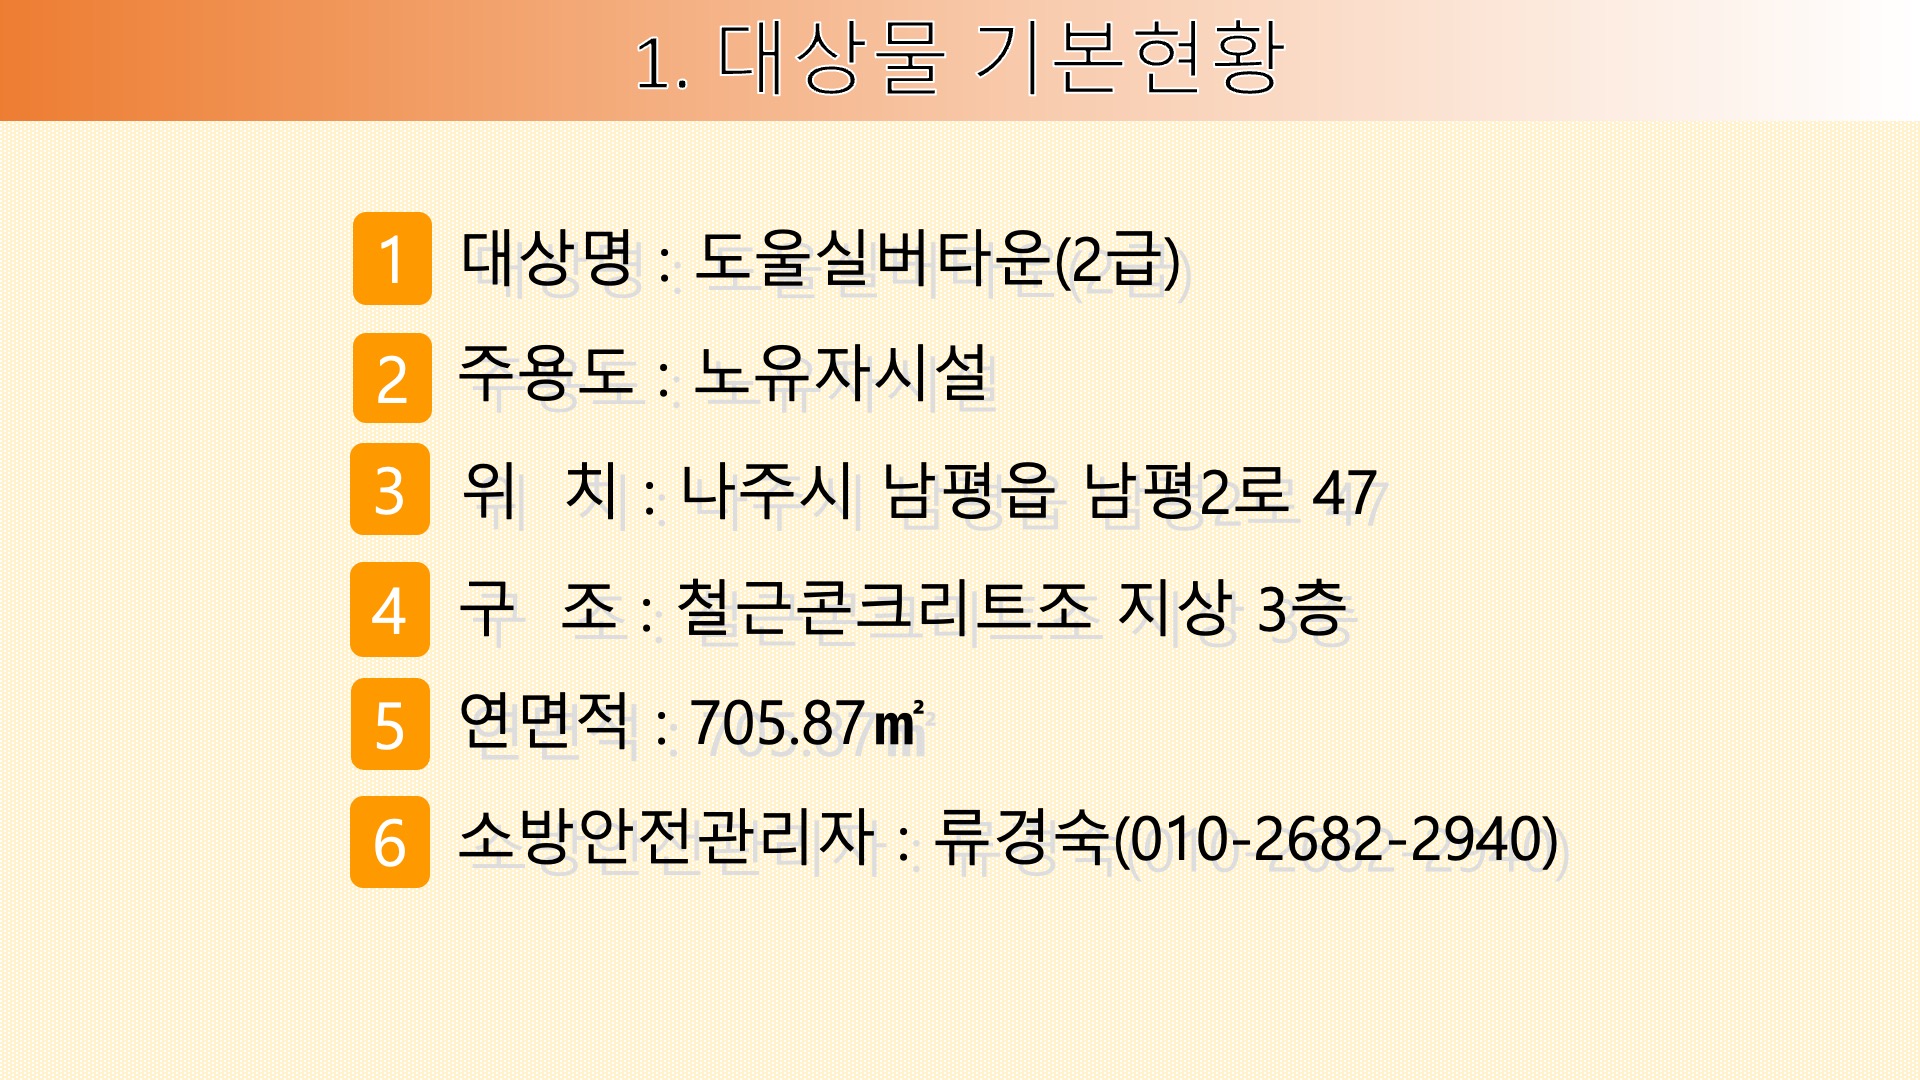 1. 대상물 기본현황
1 대상명 : 도울실버타운(2급)
2 주용도 : 노유자시설
3 위 치 : 나주시 남평읍 남평2로 47
4 구 조 : 철근콘크리트조 지상 3층
5 연면적 : 705.87㎡
6 소방안전관리자 : 류경숙(010-2682-2940)